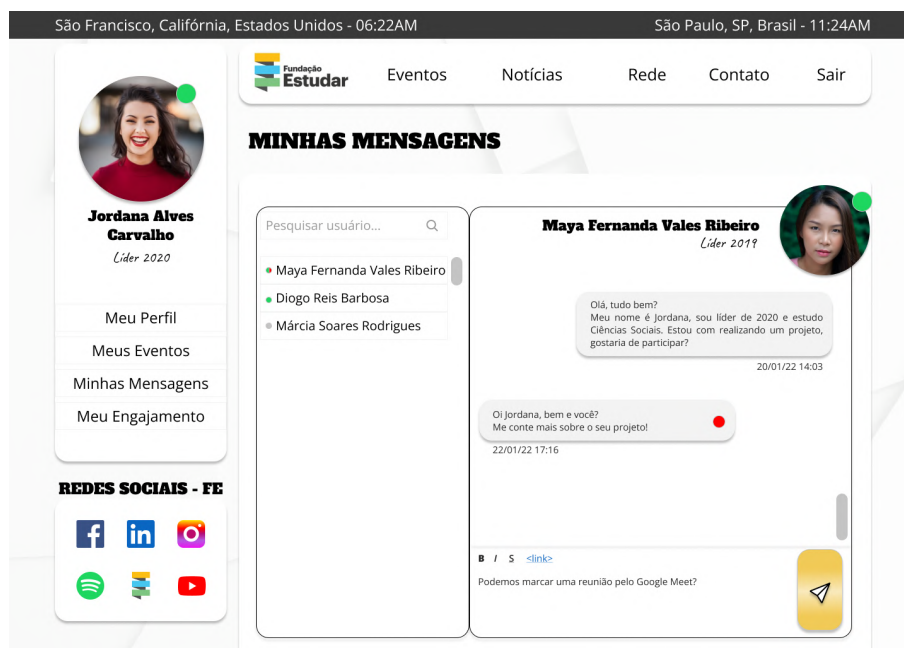 São Francisco, Califórnia, Estados Unidos - 06:22AM
São Paulo, SP, Brasil - 11:24AM
Fundação
Estudar
Eventos
Notícias
Rede
Contato
Sair
Jordana Alves
Carvalho
Líder 2020
Meu Perfil
Meus Eventos
Minhas Mensagens
Meu Engajamento
REDES SOCIAIS - FE
f
in
MINHAS MENSAGENS
Pesquisar usuário...
Maya Fernanda Vales Ribeiro
Diogo Reis Barbosa
Márcia Soares Rodrigues
Maya Fernanda Vales Ribeiro
Líder 2019
Olá, tudo bem?
Meu nome é Jordana, sou líder de 2020 e estudo
Ciências Sociais. Estou com realizando um projeto,
gostaria de participar?
20/01/22 14:03
Oi Jordana, bem e você?
Me conte mais sobre o seu projeto!
22/01/22 17:16
B I S <link>
Podemos marcar uma reunião pelo Google Meet?